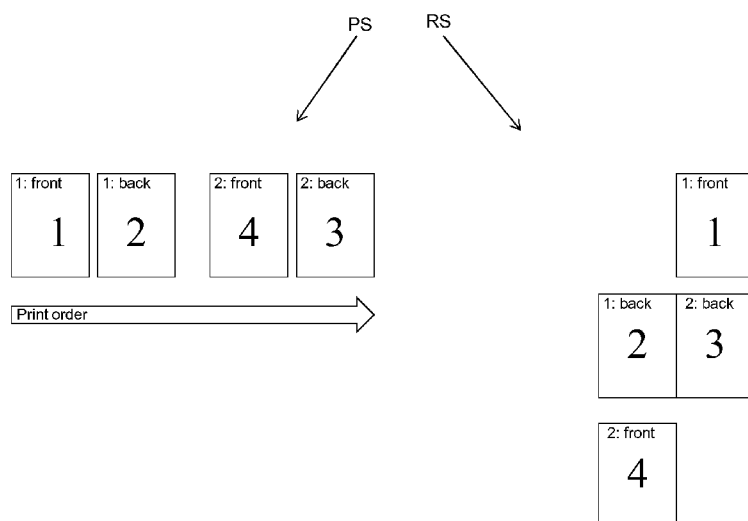 PS
RS
1: front
1
1: back
2
2: front
4
2: back
3
Print order
1: front
1
1: back
2
2: back
3
2: front
4